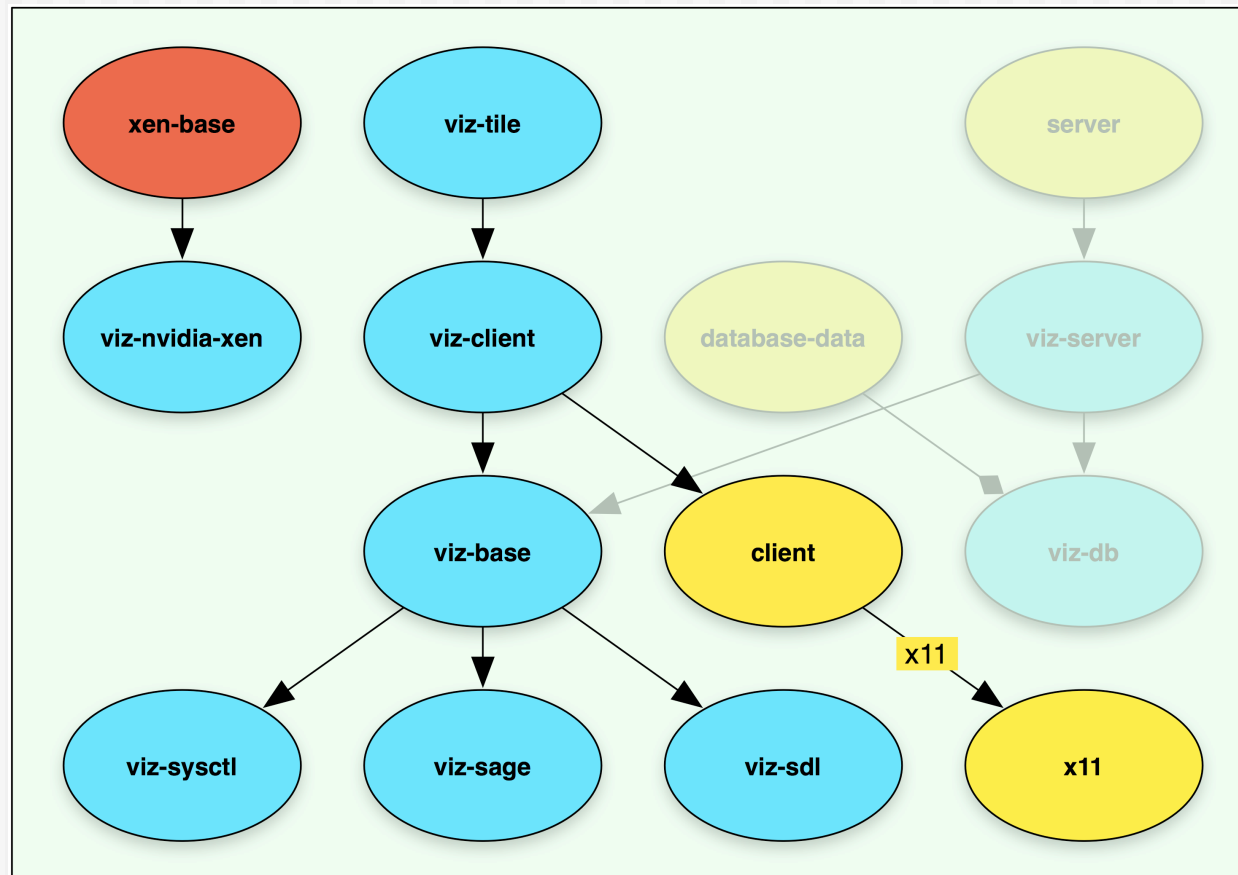 xen-base
viz-tile
server
viz-nvidia-xen
viz-client
database-data
viz-server
viz-base
client
viz-db
x11
viz-sysctl
viz-sage
viz-sdl
x11